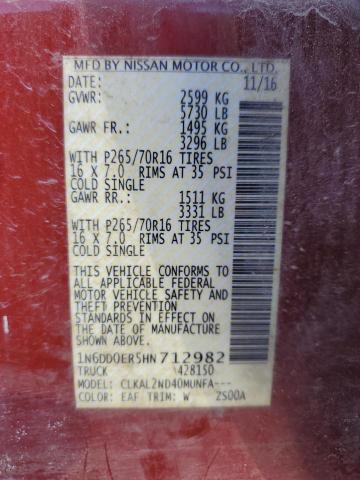 MFD BY NISSAN MOTOR CO., LTD.
DATE: 11/16
GVWR: 2599 KG
5730 LB
GAWR FR.: 1495 KG
3296 LB
WITH P265/70R16 TIRES
16 X 7.0 RIMS AT 35 PSI
COLD SINGLE
GAWR RR.: 1511 KG
3331 LB
WITH P265/70R16 TIRES
16 X 7.0 RIMS AT 35 PSI
COLD SINGLE
THIS VEHICLE CONFORMS TO
ALL APPLICABLE FEDERAL
MOTOR VEHICLE SAFETY AND
THEFT PREVENTION
STANDARDS IN EFFECT ON THE
DATE OF MANUFACTURE
SHOWN ABOVE.
1N6DD0ER5HN712982
TRUCK 428150
MODEL: CLKAL2ND40MUNFA---
COLOR: EAF TRIM: W 2S00A